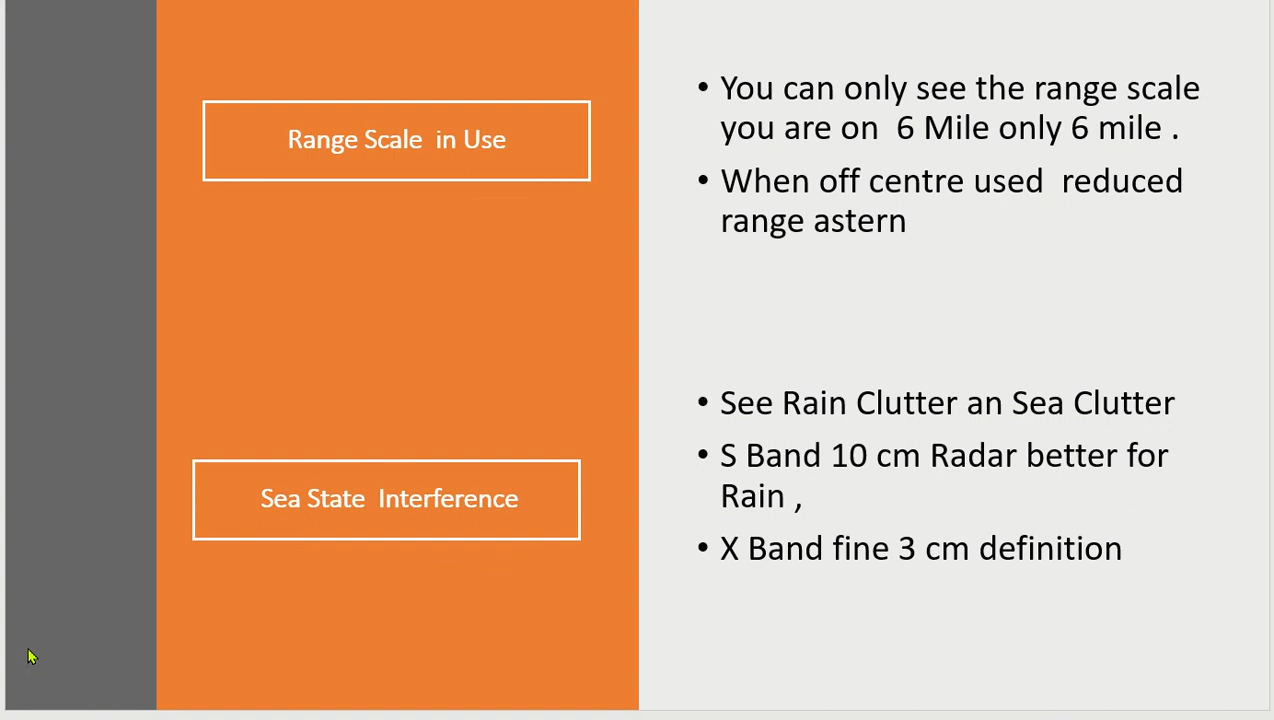 Range Scale  in Use
• You can only see the range scale
you are on  6 Mile only 6 mile .
• When off centre used  reduced
range astern
Sea State  Interference
• See Rain Clutter an Sea Clutter
• S Band 10 cm Radar better for
Rain ,
• X Band fine 3 cm definition